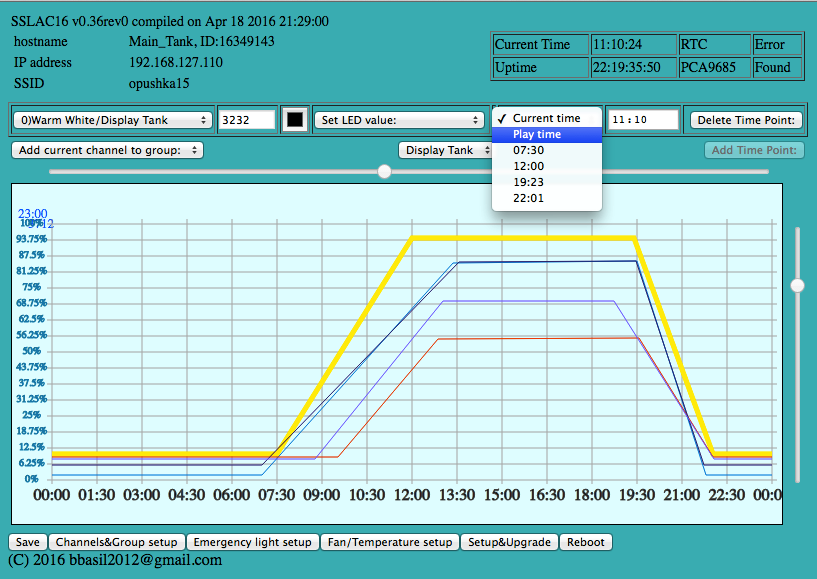 SSLAC16 v0.36rev0 compiled on Apr 18 2016 21:29:00
hostname Main_Tank, ID:16349143
IP address 192.168.127.110
SSID opushka15
Current Time 11:10:24 RTC Error
Uptime 22:19:35:50 PCA9685 Found
0)Warm White/Display Tank 3232 Set LED value: 11:10 Delete Time Point:
✓ Current time
Play time
07:30
12:00
19:23
22:01
Add current channel to group: Display Tank Add Time Point:
23:00
100%
93.75%
87.5%
81.25%
75%
68.75%
62.5%
56.25%
50%
43.75%
37.5%
31.25%
25%
18.75%
12.5%
6.25%
0%
00:00 01:30 03:00 04:30 06:00 07:30 09:00 10:30 12:00 13:30 15:00 16:30 18:00 19:30 21:00 22:30 00:0
Save Channels&Group setup Emergency light setup Fan/Temperature setup Setup&Upgrade Reboot
(C) 2016 bbasil2012@gmail.com